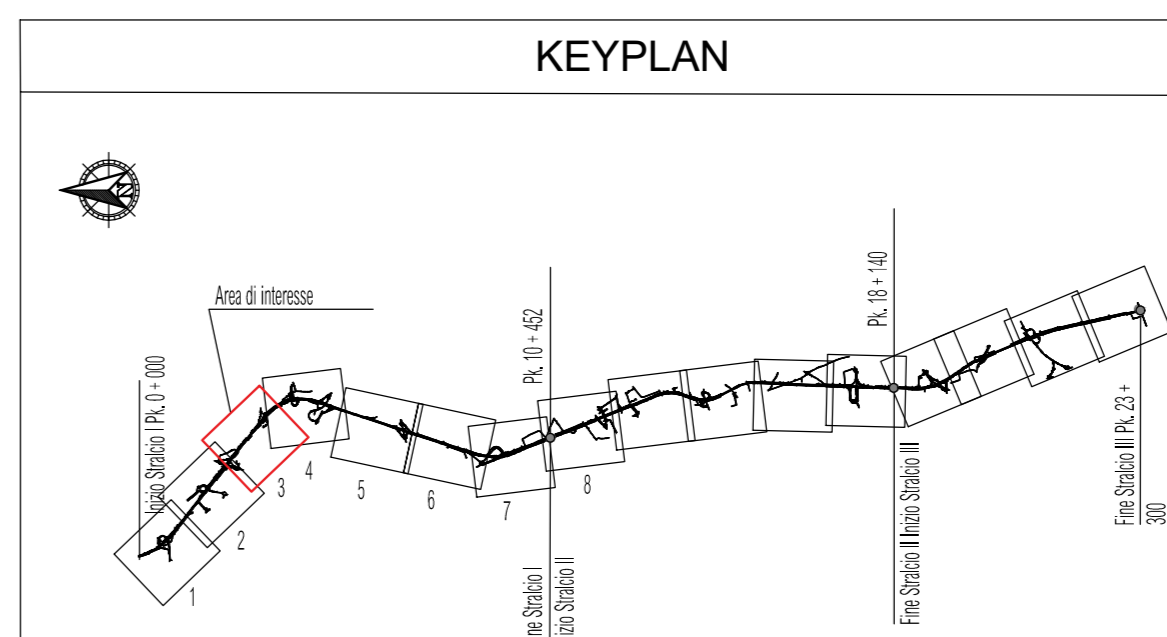 KEYPLAN
N
Area di interesse
Inizio Stralcio I Pk. 0 + 000
Pk. 10 + 452
Pk. 18 + 140
1
2
3
4
5
6
7
8
ne Stralcio I
izio Stralcio II
Fine Stralcio II Inizio Stralcio III
Fine Stralcio III Pk. 23 +
300